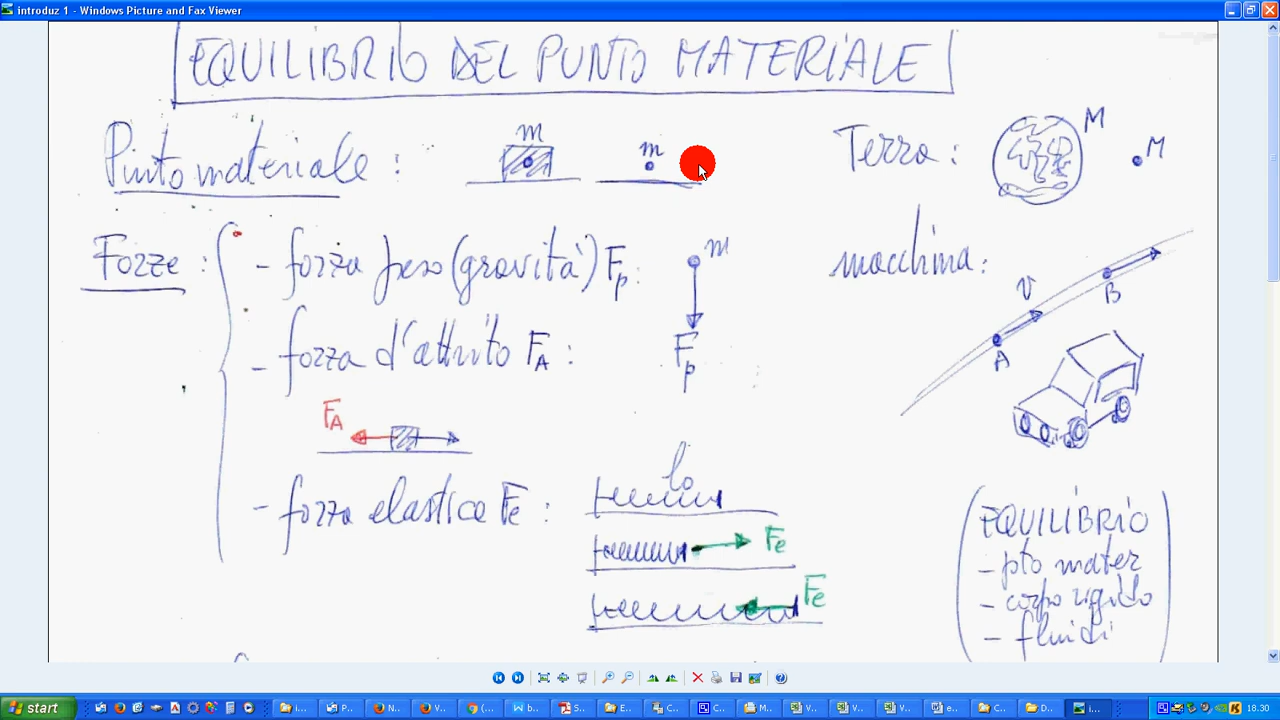 introduz 1 - Windows Picture and Fax Viewer
EQUILIBRIO DEL PUNTO MATERIALE
Punto materiale :
m
m
Terra :
M
M
Forze :
- forza peso (gravità) Fp :
m
Fp
macchina :
v
A
B
- forza d'attrito FA :
FA
- forza elastica Fe :
lo
Fe
Fe
EQUILIBRIO
- pto mater
- corpo rigido
- fluidi
start
i...
P...
N...
V...
i...
(...
b...
S...
E...
C...
C...
M...
V...
V...
V...
e...
C...
D...
i...
18.30